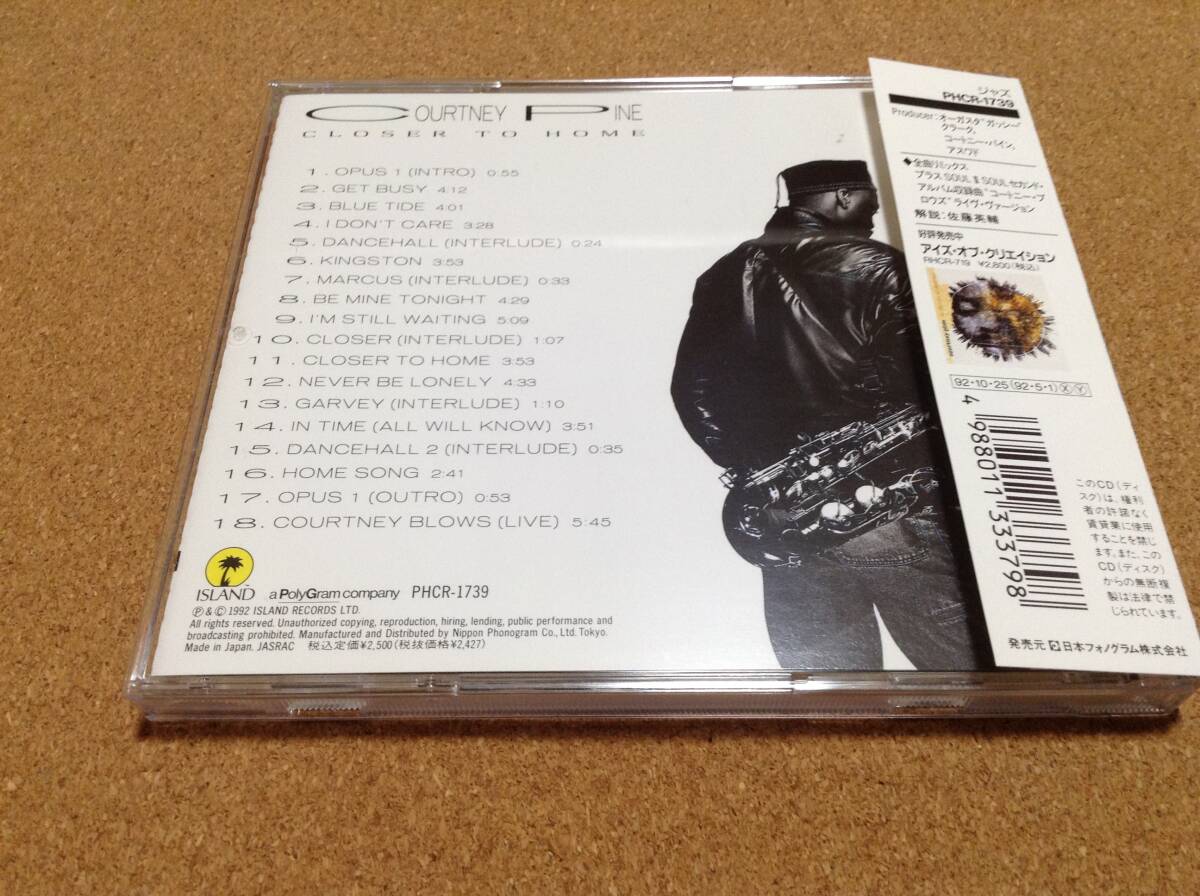 COURTNEY PINE
CLOSER TO HOME
1. OPUS 1 (INTRO) 0:55
2. GET BUSY 4:12
3. BLUE TIDE 4:01
4. I DON'T CARE 3:28
5. DANCEHALL (INTERLUDE) 0:24
6. KINGSTON 3:53
7. MARCUS (INTERLUDE) 0:33
8. BE MINE TONIGHT 4:29
9. I'M STILL WAITING 5:09
10. CLOSER (INTERLUDE) 1:07
11. CLOSER TO HOME 3:53
12. NEVER BE LONELY 4:33
13. GARVEY (INTERLUDE) 1:10
14. IN TIME (ALL WILL KNOW) 3:51
15. DANCEHALL 2 (INTERLUDE) 0:35
16. HOME SONG 2:41
17. OPUS 1 (OUTRO) 0:53
18. COURTNEY BLOWS (LIVE) 5:45
ISLAND™ a PolyGram company PHCR-1739
Ⓟ & © 1992 ISLAND RECORDS LTD.
All rights reserved. Unauthorized copying, reproduction, hiring, lending, public performance and
broadcasting prohibited. Manufactured and Distributed by Nippon Phonogram Co., Ltd. Tokyo.
Made in Japan. JASRAC 税込定価¥2,500(税抜価格¥2,427)
ジャズ
PHCR-1739
Producer:オーガスタ"ガッシー"
クラーク,
コートニー・パイン,
アスワド
◆全曲リミックス
プラスSOUL Ⅱ SOULセカンド・
アルバム収録曲"コートニー・ブ
ロウズ"ライヴ・ヴァージョン
解説:佐藤英輔
好評発売中
アイズ・オブ・クリエイション
PHCR-719 ¥2,800(税込)
92・10・25(92・5・1)ⓍⓎ
4 988011 333798
このCD(ディ
スク)は、権利
者の許諾なく
賃貸業に使用
することを禁じ
ます。また、この
CD(ディスク)
からの無断複
製は法律で禁
じられています。
発売元 日本フォノグラム株式会社